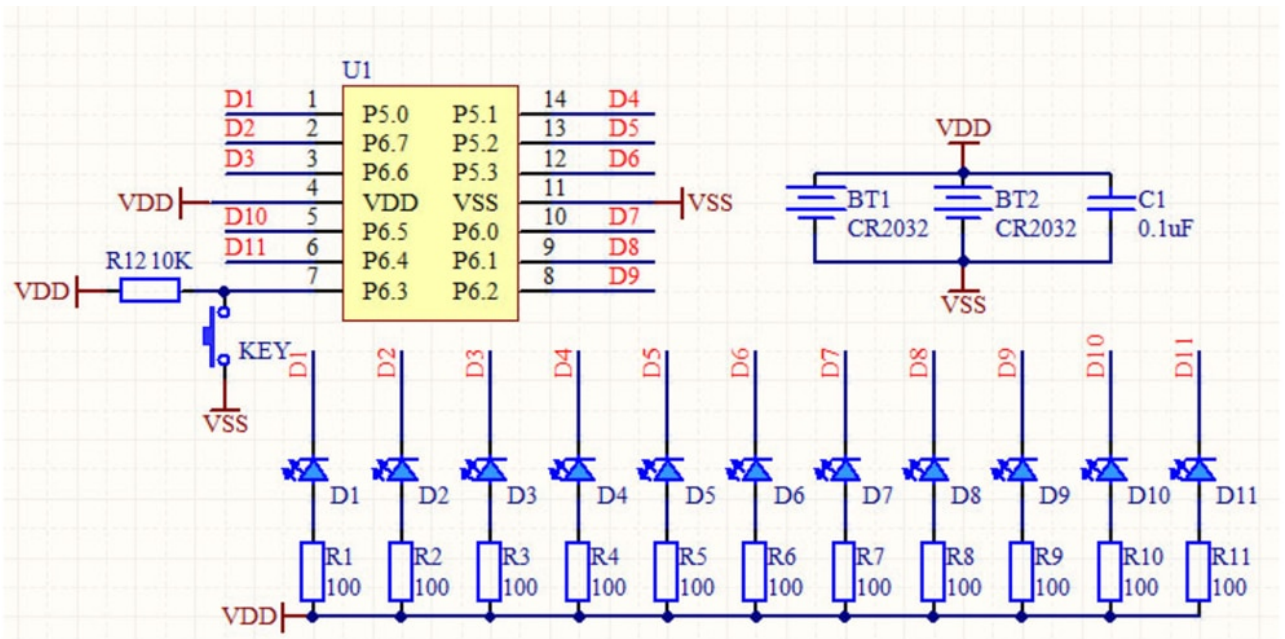 U1
D1 1 P5.0 P5.1 14 D4
D2 2 P6.7 P5.2 13 D5
D3 3 P6.6 P5.3 12 D6
VDD 4 VDD VSS 11 VSS
D10 5 P6.5 P6.0 10 D7
D11 6 P6.4 P6.1 9 D8
R12 10K
VDD 7 P6.3 P6.2 8 D9
KEY
VSS
VDD
BT1 BT2 C1
CR2032 CR2032 0.1uF
VSS
D1 D2 D3 D4 D5 D6 D7 D8 D9 D10 D11
D1 D2 D3 D4 D5 D6 D7 D8 D9 D10 D11
R1 R2 R3 R4 R5 R6 R7 R8 R9 R10 R11
100 100 100 100 100 100 100 100 100 100 100
VDD